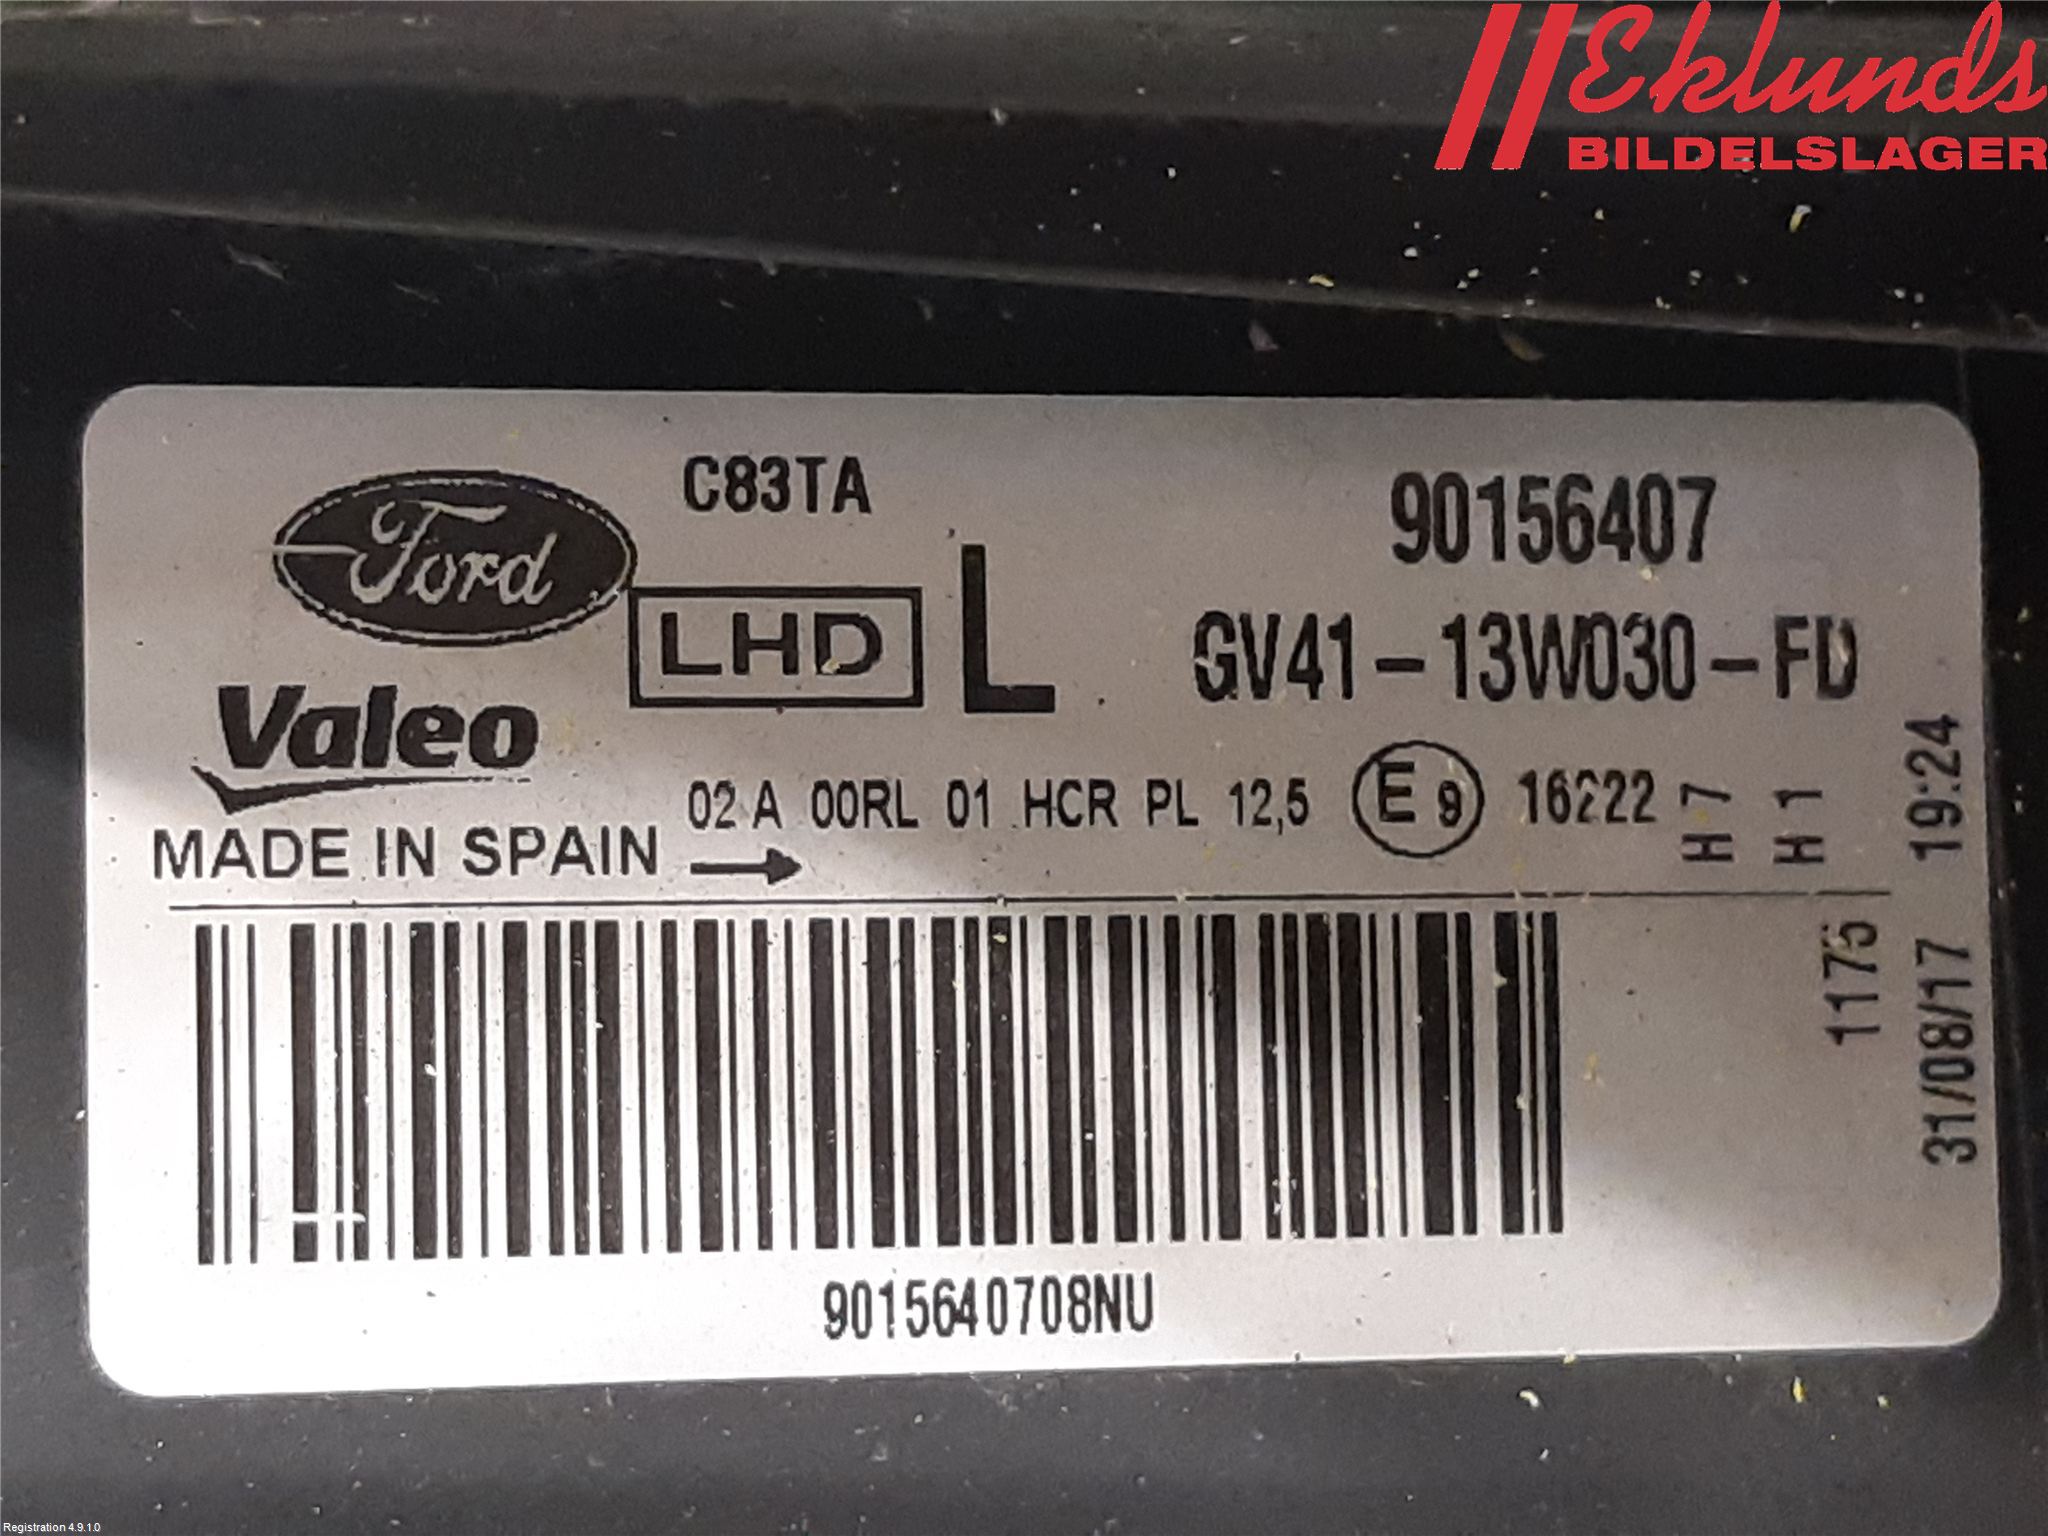 Eklunds
BILDELSLAGER
C83TA
90156407
Ford
LHD L
GV41-13W030-FD
Valeo
02 A 00RL 01 HCR PL 12,5 E 9 16222 H7 H1
19:24
MADE IN SPAIN
1175
31/08/17
9015640708NU
Registration 4.9.1.0